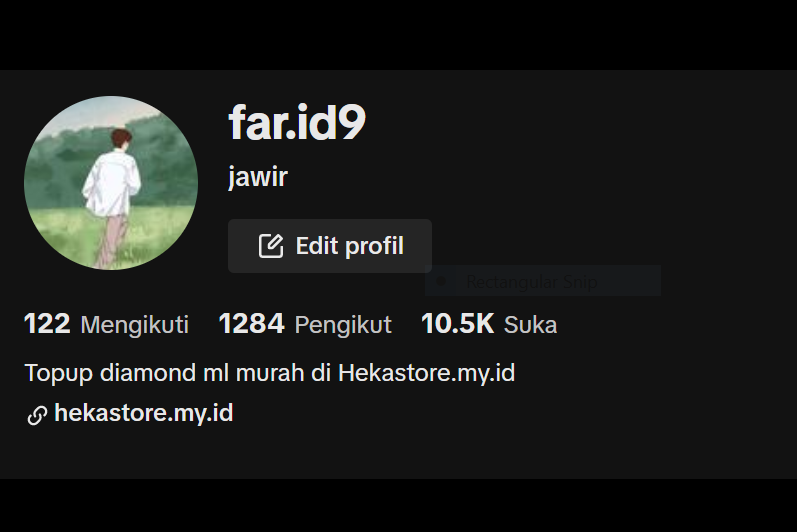 far.id9
jawir
Edit profil
Rectangular Snip
122 Mengikuti 1284 Pengikut 10.5K Suka
Topup diamond ml murah di Hekastore.my.id
hekastore.my.id